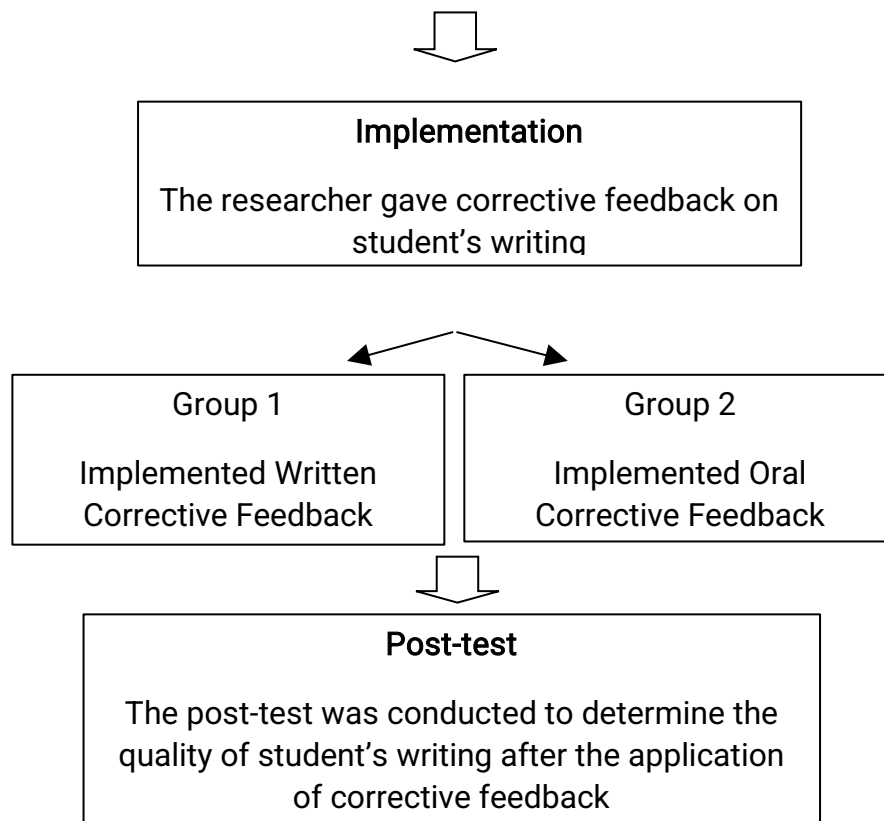 Implementation
The researcher gave corrective feedback on
student’s writing
Group 1
Implemented Written
Corrective Feedback
Group 2
Implemented Oral
Corrective Feedback
Post-test
The post-test was conducted to determine the
quality of student’s writing after the application
of corrective feedback